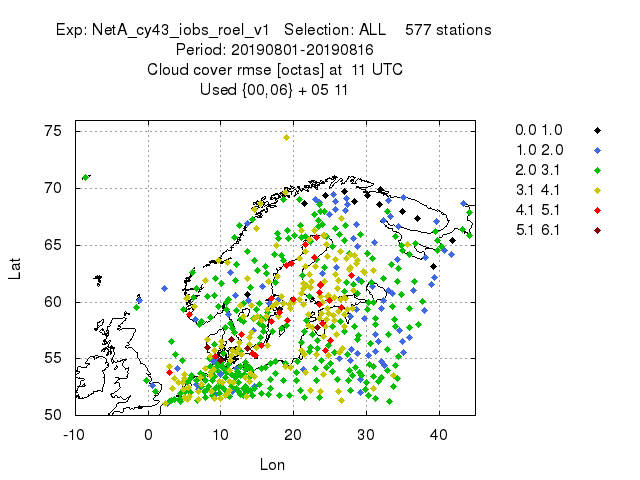 Exp: NetA_cy43_iobs_roel_v1 Selection: ALL 577 stations
Period: 20190801-20190816
Cloud cover rmse [octas] at 11 UTC
Used {00,06} + 05 11
75
70
65
60
55
50
Lat
-10 0 10 20 30 40
Lon
0.0 1.0
1.0 2.0
2.0 3.1
3.1 4.1
4.1 5.1
5.1 6.1